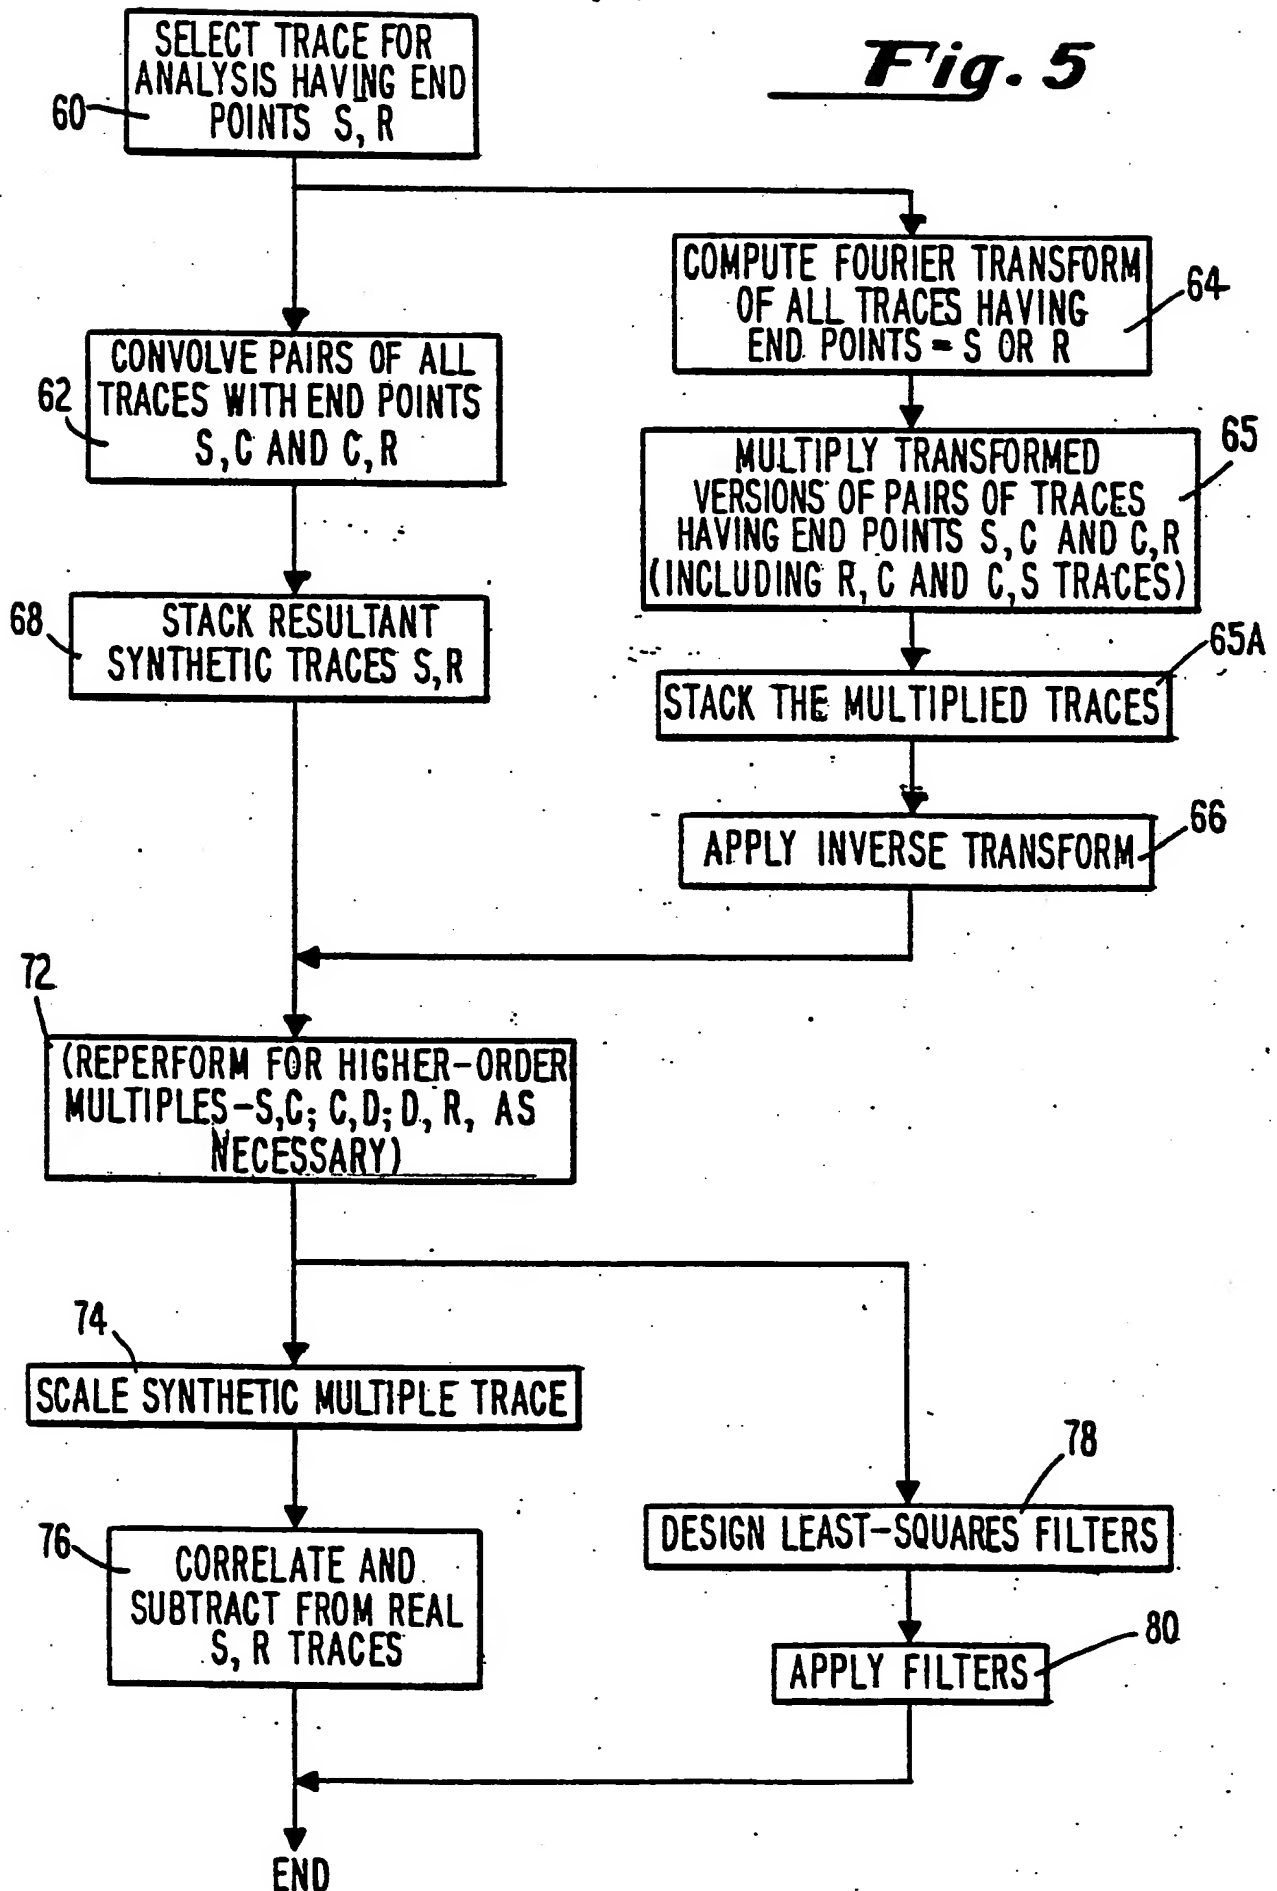 Fig. 5
SELECT TRACE FOR
ANALYSIS HAVING END
POINTS S, R
60
COMPUTE FOURIER TRANSFORM
OF ALL TRACES HAVING
END POINTS = S OR R
64
CONVOLVE PAIRS OF ALL
TRACES WITH END POINTS
S, C AND C, R
62
MULTIPLY TRANSFORMED
VERSIONS OF PAIRS OF TRACES
HAVING END POINTS S, C AND C, R
(INCLUDING R, C AND C, S TRACES)
65
STACK RESULTANT
SYNTHETIC TRACES S, R
68
STACK THE MULTIPLIED TRACES
65A
APPLY INVERSE TRANSFORM
66
72
(REPERFORM FOR HIGHER-ORDER
MULTIPLES-S,C; C,D; D, R, AS
NECESSARY)
74
SCALE SYNTHETIC MULTIPLE TRACE
78
DESIGN LEAST-SQUARES FILTERS
76
CORRELATE AND
SUBTRACT FROM REAL
S, R TRACES
80
APPLY FILTERS
END